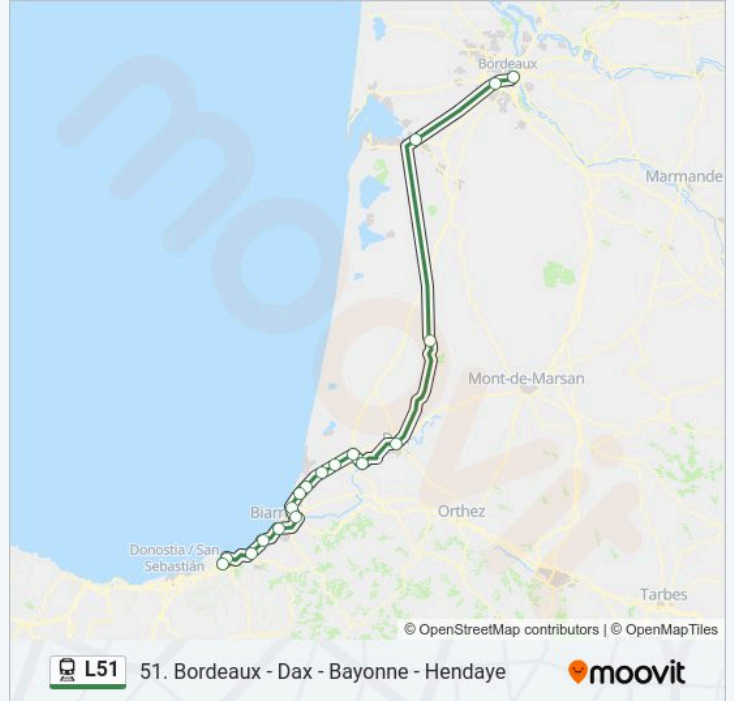 Bordeaux
Marmande
Mont-de-Marsan
Biarr
Orthez
Donostia / San
Sebastián
Tarbes
moovit
© OpenStreetMap contributors | © OpenMapTiles
L51 51. Bordeaux - Dax - Bayonne - Hendaye moovit